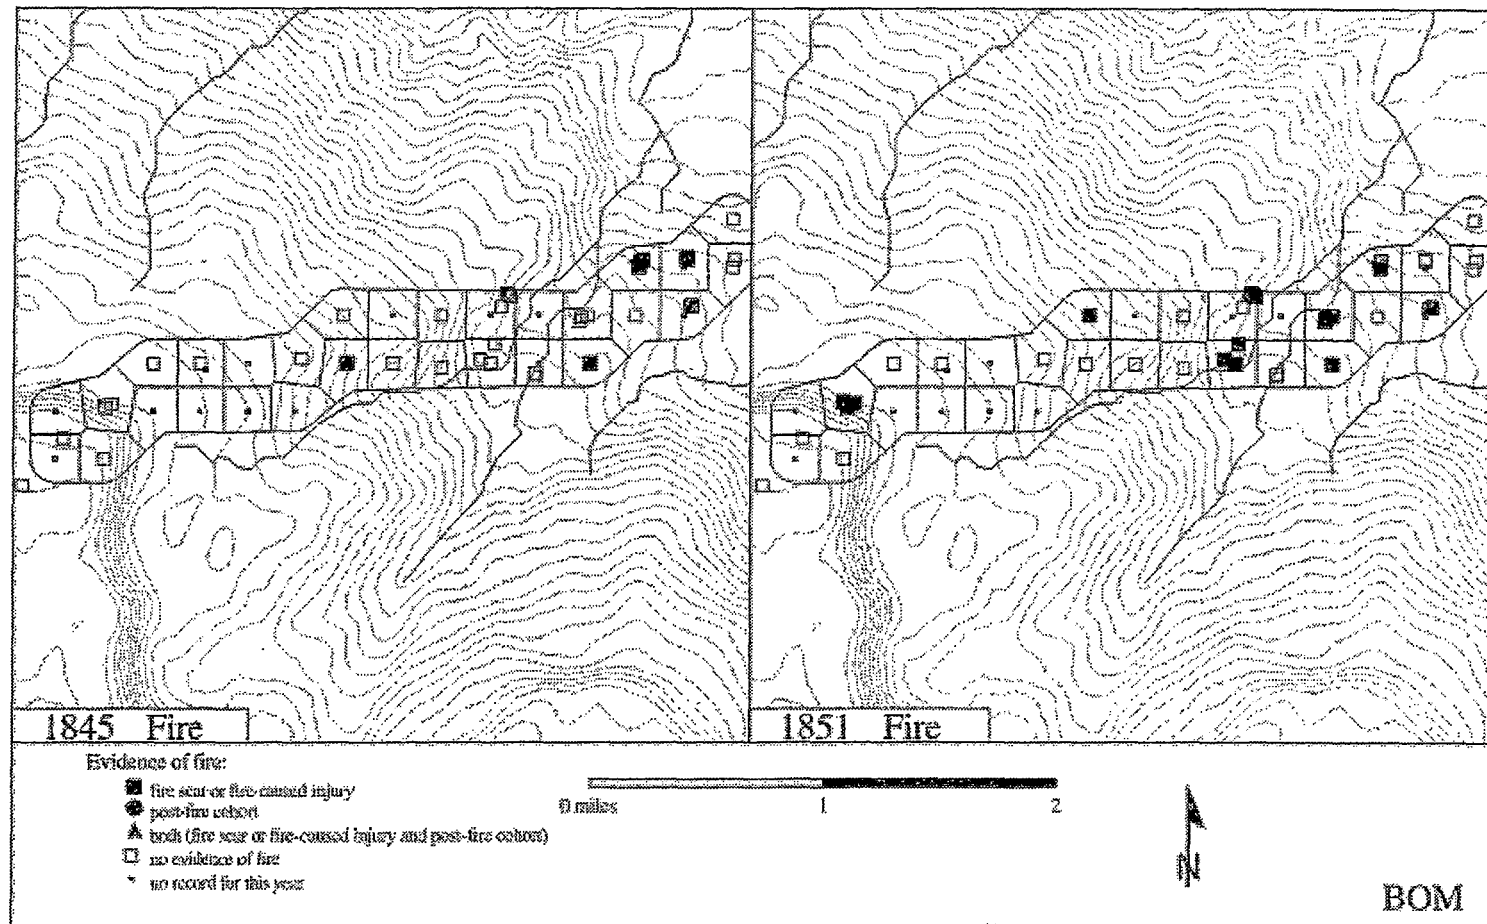 1845 Fire
1851 Fire
Evidence of fire:
fire scar or fire-caused injury
post-fire cohort
both (fire scar or fire-caused injury and post-fire cohort)
no evidence of fire
no record for this year
0 miles 1 2
N
BOM